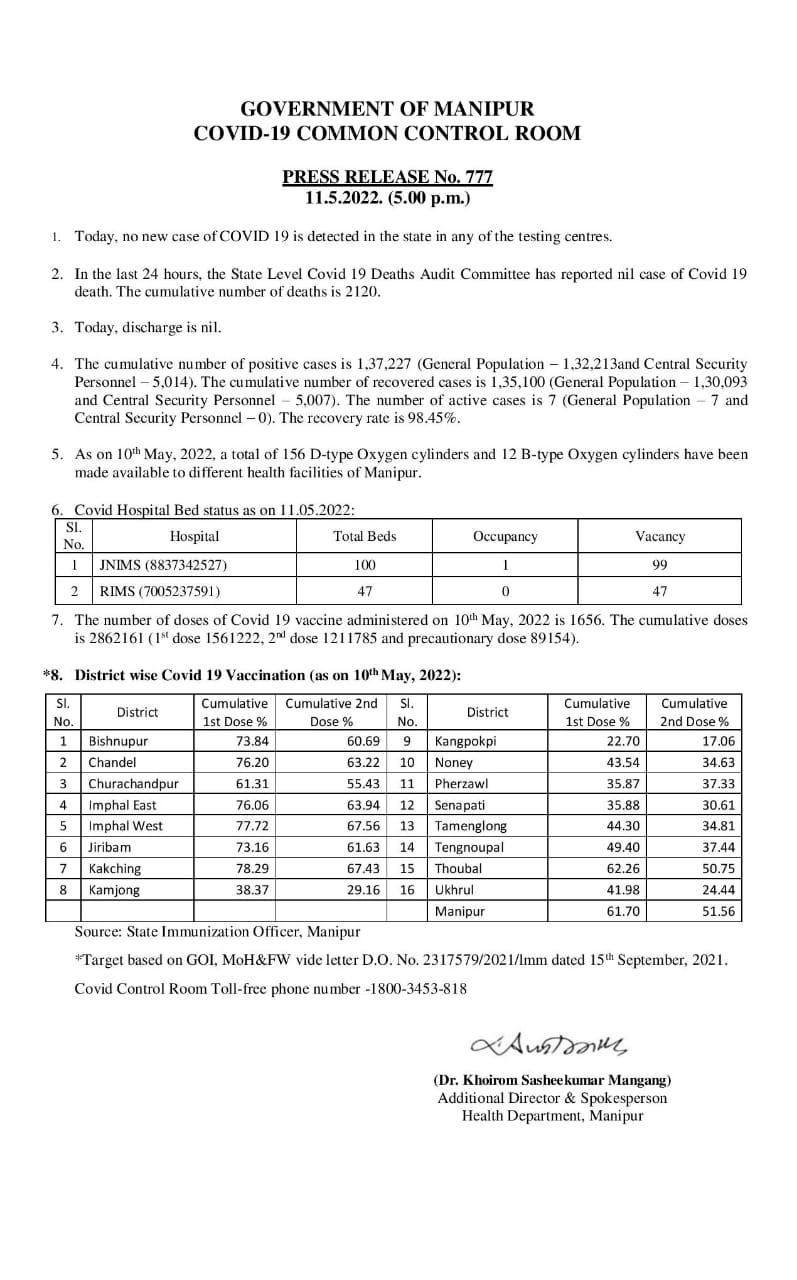 GOVERNMENT OF MANIPUR
COVID-19 COMMON CONTROL ROOM
PRESS RELEASE No. 777
11.5.2022. (5.00 p.m.)
1. Today, no new case of COVID 19 is detected in the state in any of the testing centres.
2. In the last 24 hours, the State Level Covid 19 Deaths Audit Committee has reported nil case of Covid 19
death. The cumulative number of deaths is 2120.
3. Today, discharge is nil.
4. The cumulative number of positive cases is 1,37,227 (General Population – 1,32,213and Central Security
Personnel – 5,014). The cumulative number of recovered cases is 1,35,100 (General Population – 1,30,093
and Central Security Personnel – 5,007). The number of active cases is 7 (General Population – 7 and
Central Security Personnel – 0). The recovery rate is 98.45%.
5. As on 10th May, 2022, a total of 156 D-type Oxygen cylinders and 12 B-type Oxygen cylinders have been
made available to different health facilities of Manipur.
6. Covid Hospital Bed status as on 11.05.2022:
Sl. No. Hospital Total Beds Occupancy Vacancy
1 JNIMS (8837342527) 100 1 99
2 RIMS (7005237591) 47 0 47
7. The number of doses of Covid 19 vaccine administered on 10th May, 2022 is 1656. The cumulative doses
is 2862161 (1st dose 1561222, 2nd dose 1211785 and precautionary dose 89154).
*8. District wise Covid 19 Vaccination (as on 10th May, 2022):
Sl. No. District Cumulative 1st Dose % Cumulative 2nd Dose % Sl. No. District Cumulative 1st Dose % Cumulative 2nd Dose %
1 Bishnupur 73.84 60.69 9 Kangpokpi 22.70 17.06
2 Chandel 76.20 63.22 10 Noney 43.54 34.63
3 Churachandpur 61.31 55.43 11 Pherzawl 35.87 37.33
4 Imphal East 76.06 63.94 12 Senapati 35.88 30.61
5 Imphal West 77.72 67.56 13 Tamenglong 44.30 34.81
6 Jiribam 73.16 61.63 14 Tengnoupal 49.40 37.44
7 Kakching 78.29 67.43 15 Thoubal 62.26 50.75
8 Kamjong 38.37 29.16 16 Ukhrul 41.98 24.44
Manipur 61.70 51.56
Source: State Immunization Officer, Manipur
*Target based on GOI, MoH&FW vide letter D.O. No. 2317579/2021/lmm dated 15th September, 2021.
Covid Control Room Toll-free phone number -1800-3453-818
(Dr. Khoirom Sasheekumar Mangang)
Additional Director & Spokesperson
Health Department, Manipur